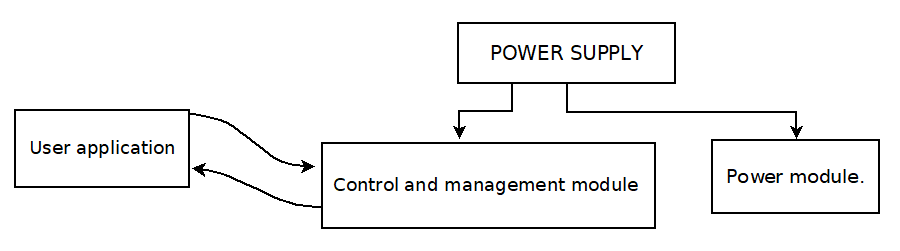 POWER SUPPLY
User application
Control and management module
Power module.